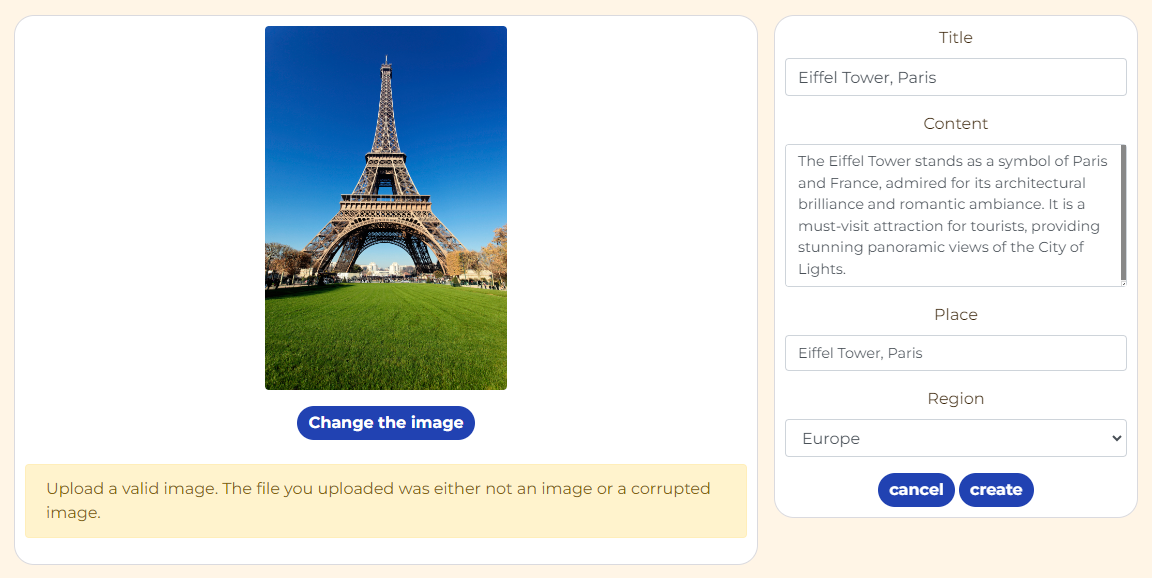 Change the image
Upload a valid image. The file you uploaded was either not an image or a corrupted
image.
Title
Eiffel Tower, Paris
Content
The Eiffel Tower stands as a symbol of Paris
and France, admired for its architectural
brilliance and romantic ambiance. It is a
must-visit attraction for tourists, providing
stunning panoramic views of the City of
Lights.
Place
Eiffel Tower, Paris
Region
Europe
cancel create